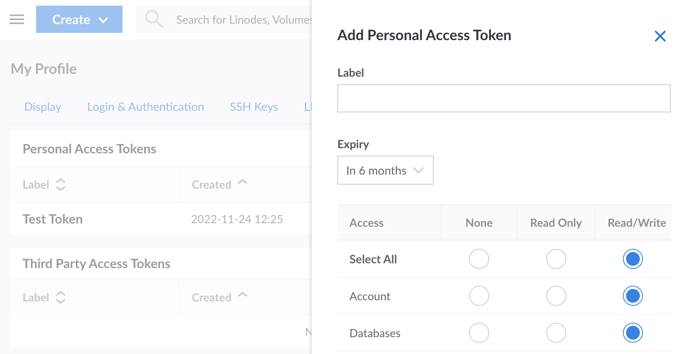 Create
Search for Linodes, Volumes
My Profile
Display
Login & Authentication
SSH Keys
Personal Access Tokens
Label
Created
Test Token
2022-11-24 12:25
Third Party Access Tokens
Label
Created
Add Personal Access Token
Label
Expiry
In 6 months
Access None Read Only Read/Write
Select All
Account
Databases